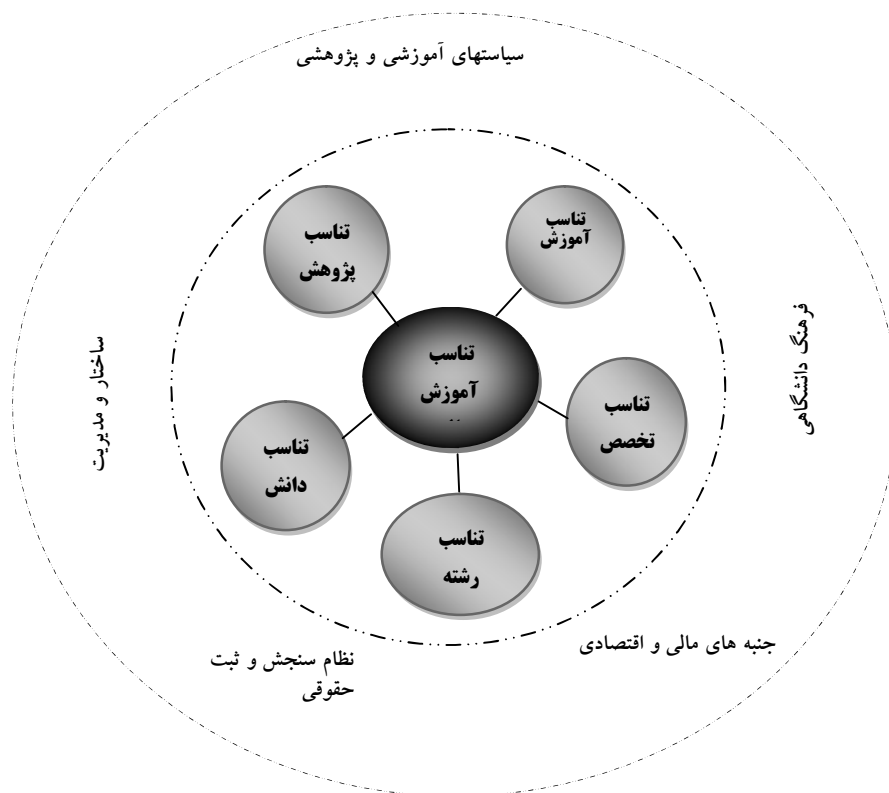 سیاستهای آموزشی و پژوهشی
تناسب
آموزش
تناسب
پژوهش
فرهنگ دانشگاهی
ساختار و مدیریت
تناسب
آموزش
تناسب
تخصص
تناسب
دانش
تناسب
رشته
جنبه های مالی و اقتصادی
نظام سنجش و ثبت
حقوقی